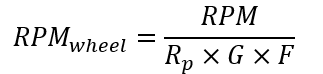 RPM_wheel = RPM / (R_p × G × F)